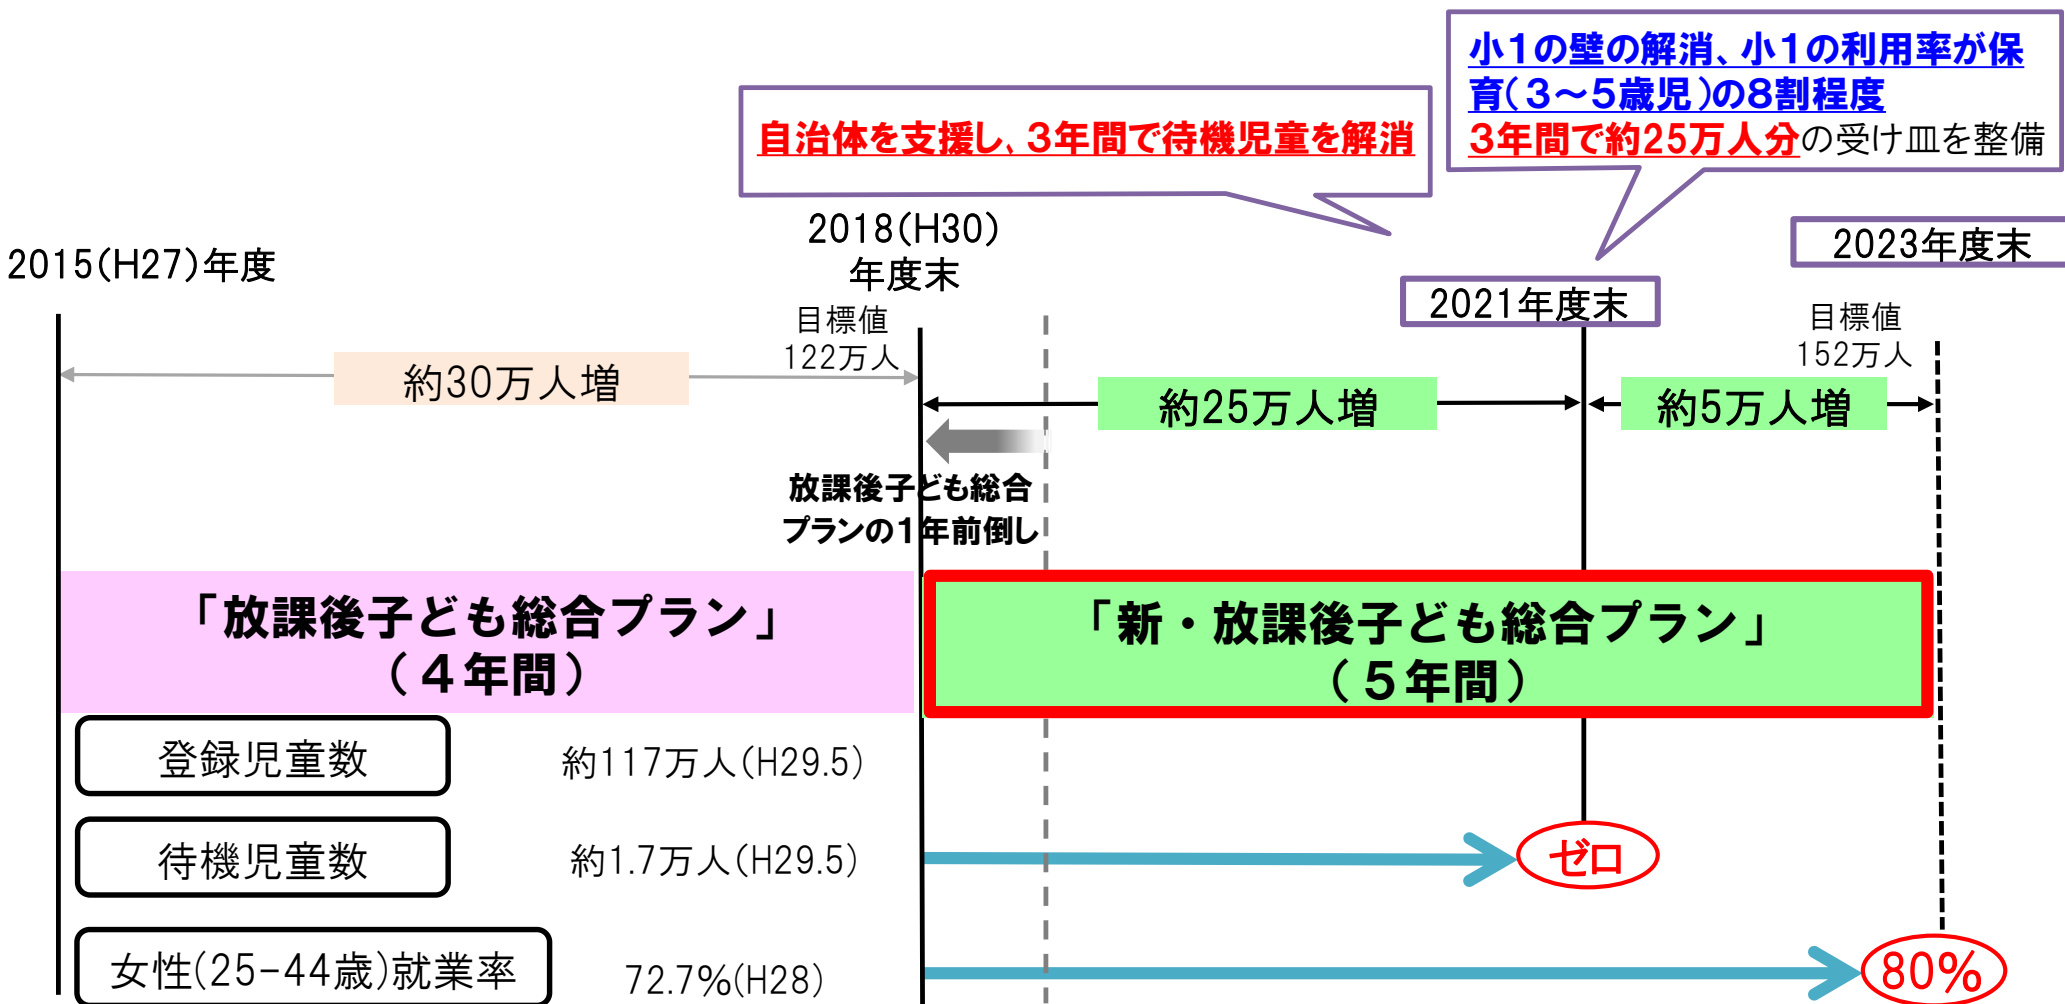 小1の壁の解消、小1の利用率が保
育(3～5歳児)の8割程度
3年間で約25万人分の受け皿を整備
自治体を支援し、3年間で待機児童を解消
2015(H27)年度
2018(H30)
年度末
2023年度末
2021年度末
目標値
122万人
目標値
152万人
約30万人増
約25万人増
約5万人増
放課後子ども総合
プランの1年前倒し
「放課後子ども総合プラン」
(4年間)
「新・放課後子ども総合プラン」
(5年間)
登録児童数
約117万人(H29.5)
待機児童数
約1.7万人(H29.5)
ゼロ
女性(25-44歳)就業率
72.7%(H28)
80%